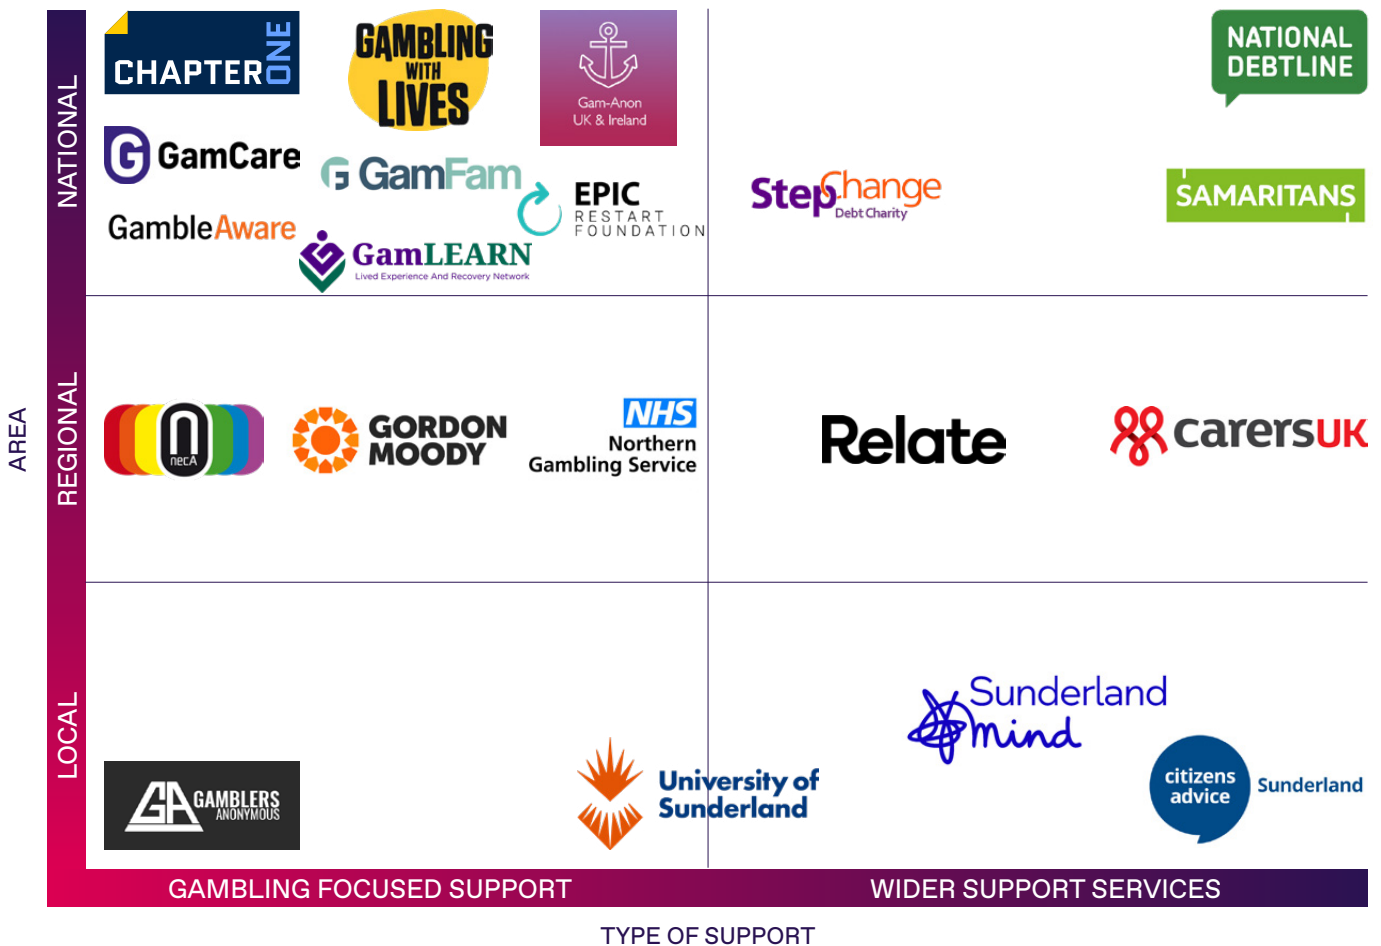 CHAPTER
ONE
GAMBLING
WITH
LIVES
Gam-Anon
UK & Ireland
NATIONAL
DEBTLINE
G GamCare
G GamFam
EPIC
RESTART
FOUNDATION
StepChange
Debt Charity
SAMARITANS
GambleAware
GamLEARN
Lived Experience And Recovery Network
NATIONAL
n
necA
GORDON
MOODY
NHS
Northern
Gambling Service
Relate
carersUK
AREA
REGIONAL
Sunderland
mind
GA GAMBLERS
ANONYMOUS
University of
Sunderland
citizens
advice
Sunderland
LOCAL
GAMBLING FOCUSED SUPPORT
WIDER SUPPORT SERVICES
TYPE OF SUPPORT